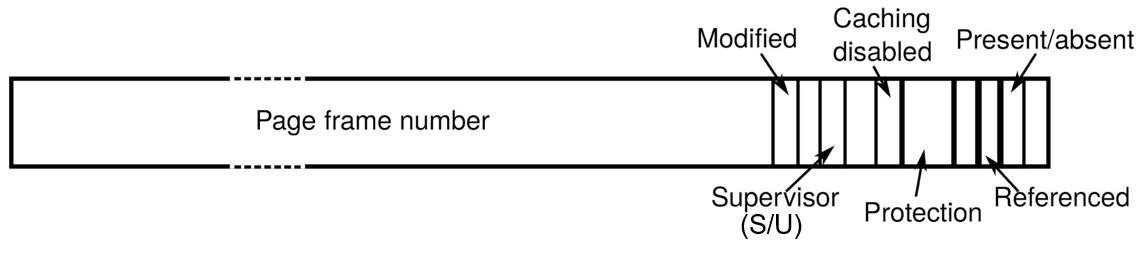 Modified
Caching
disabled
Present/absent
Page frame number
Supervisor
(S/U)
Protection
Referenced